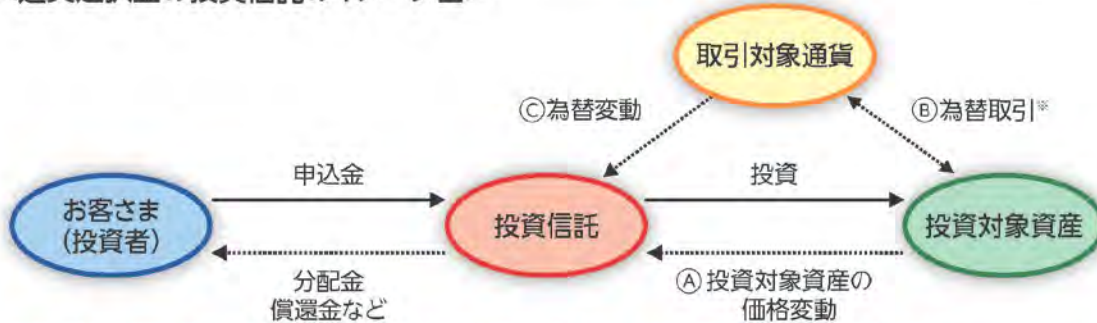 取引対象通貨
Ⓒ為替変動
Ⓑ為替取引※
申込金
投資
お客さま
(投資者)
投資信託
投資対象資産
分配金
償還金など
Ⓐ投資対象資産の
価格変動